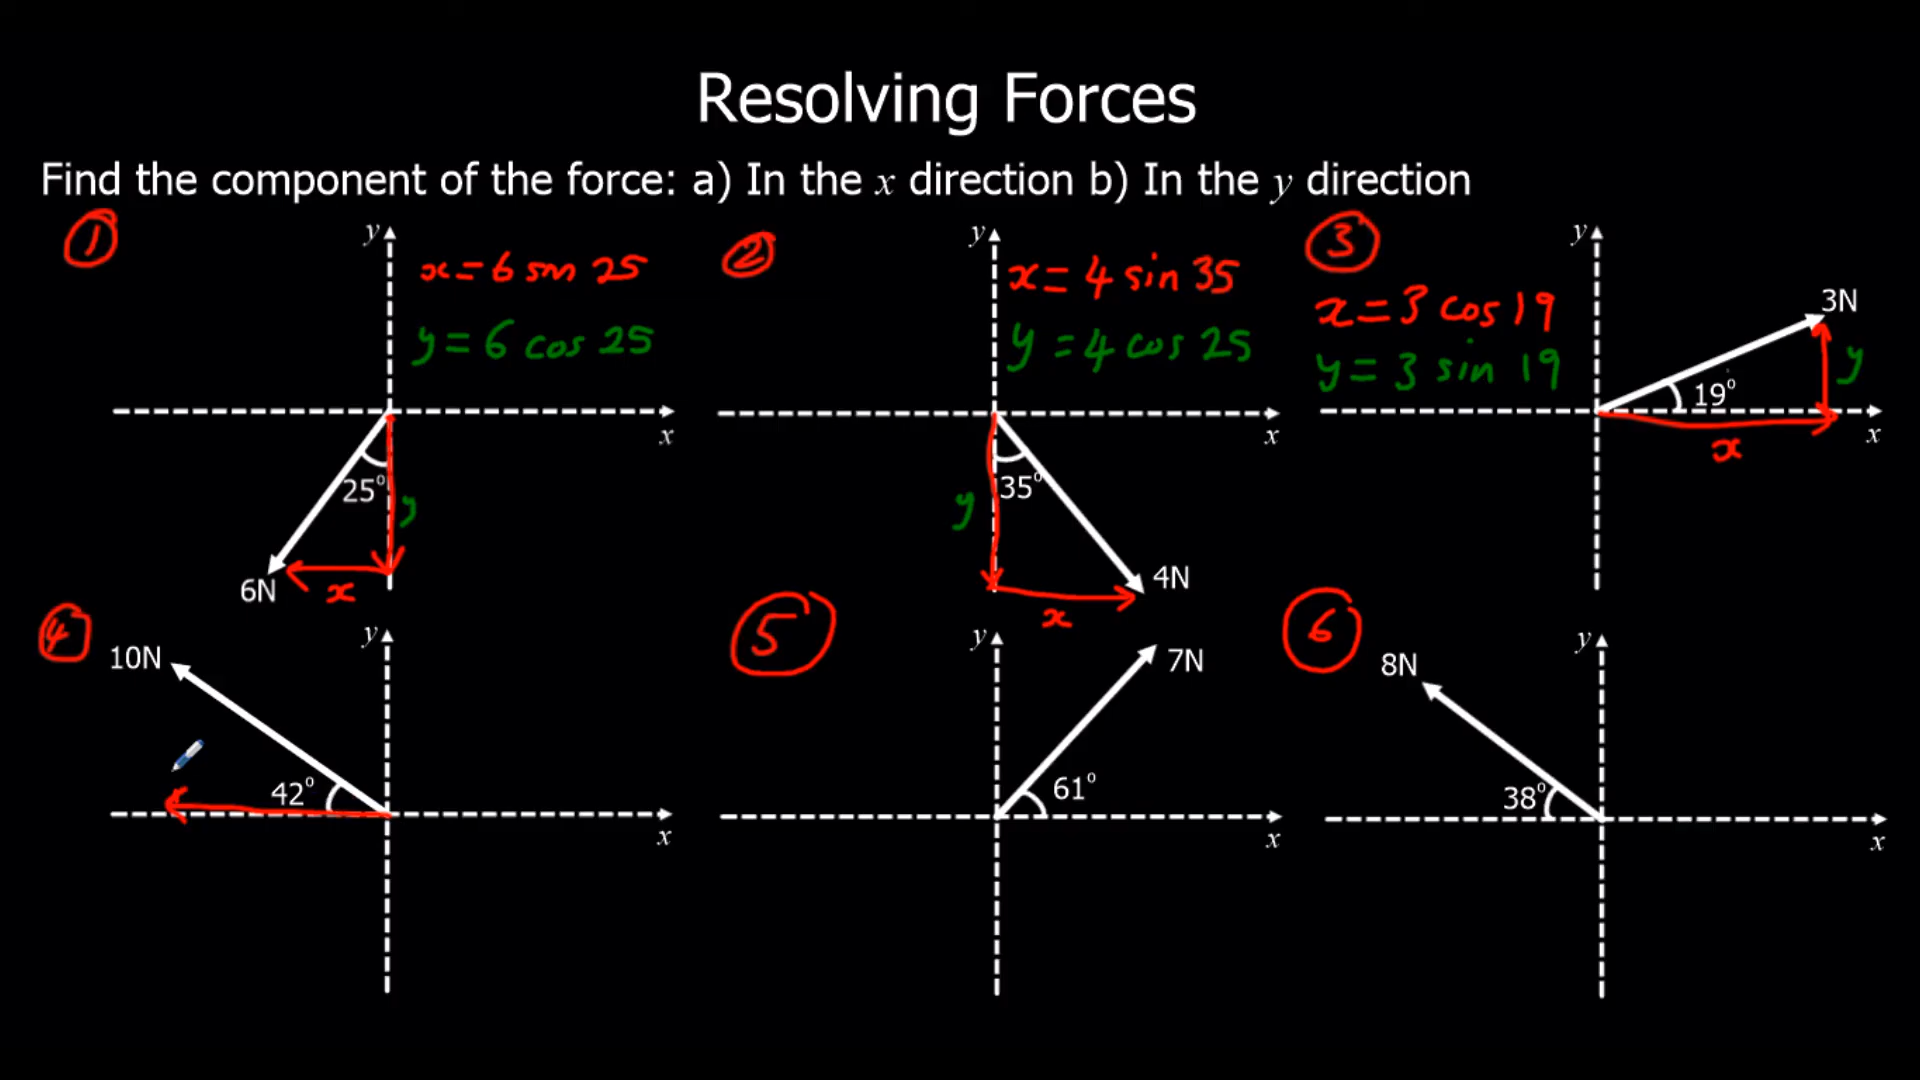 Resolving Forces
Find the component of the force: a) In the x direction b) In the y direction
1
y
x = 6 sin 25
y = 6 cos 25
x
25°
y
6N
x
2
y
x = 4 sin 35
y = 4 cos 25
x
35°
y
4N
x
3
y
x = 3 cos 19
y = 3 sin 19
3N
y
19°
x
x
4
10N
y
42°
x
5
y
7N
61°
x
6
8N
y
38°
x